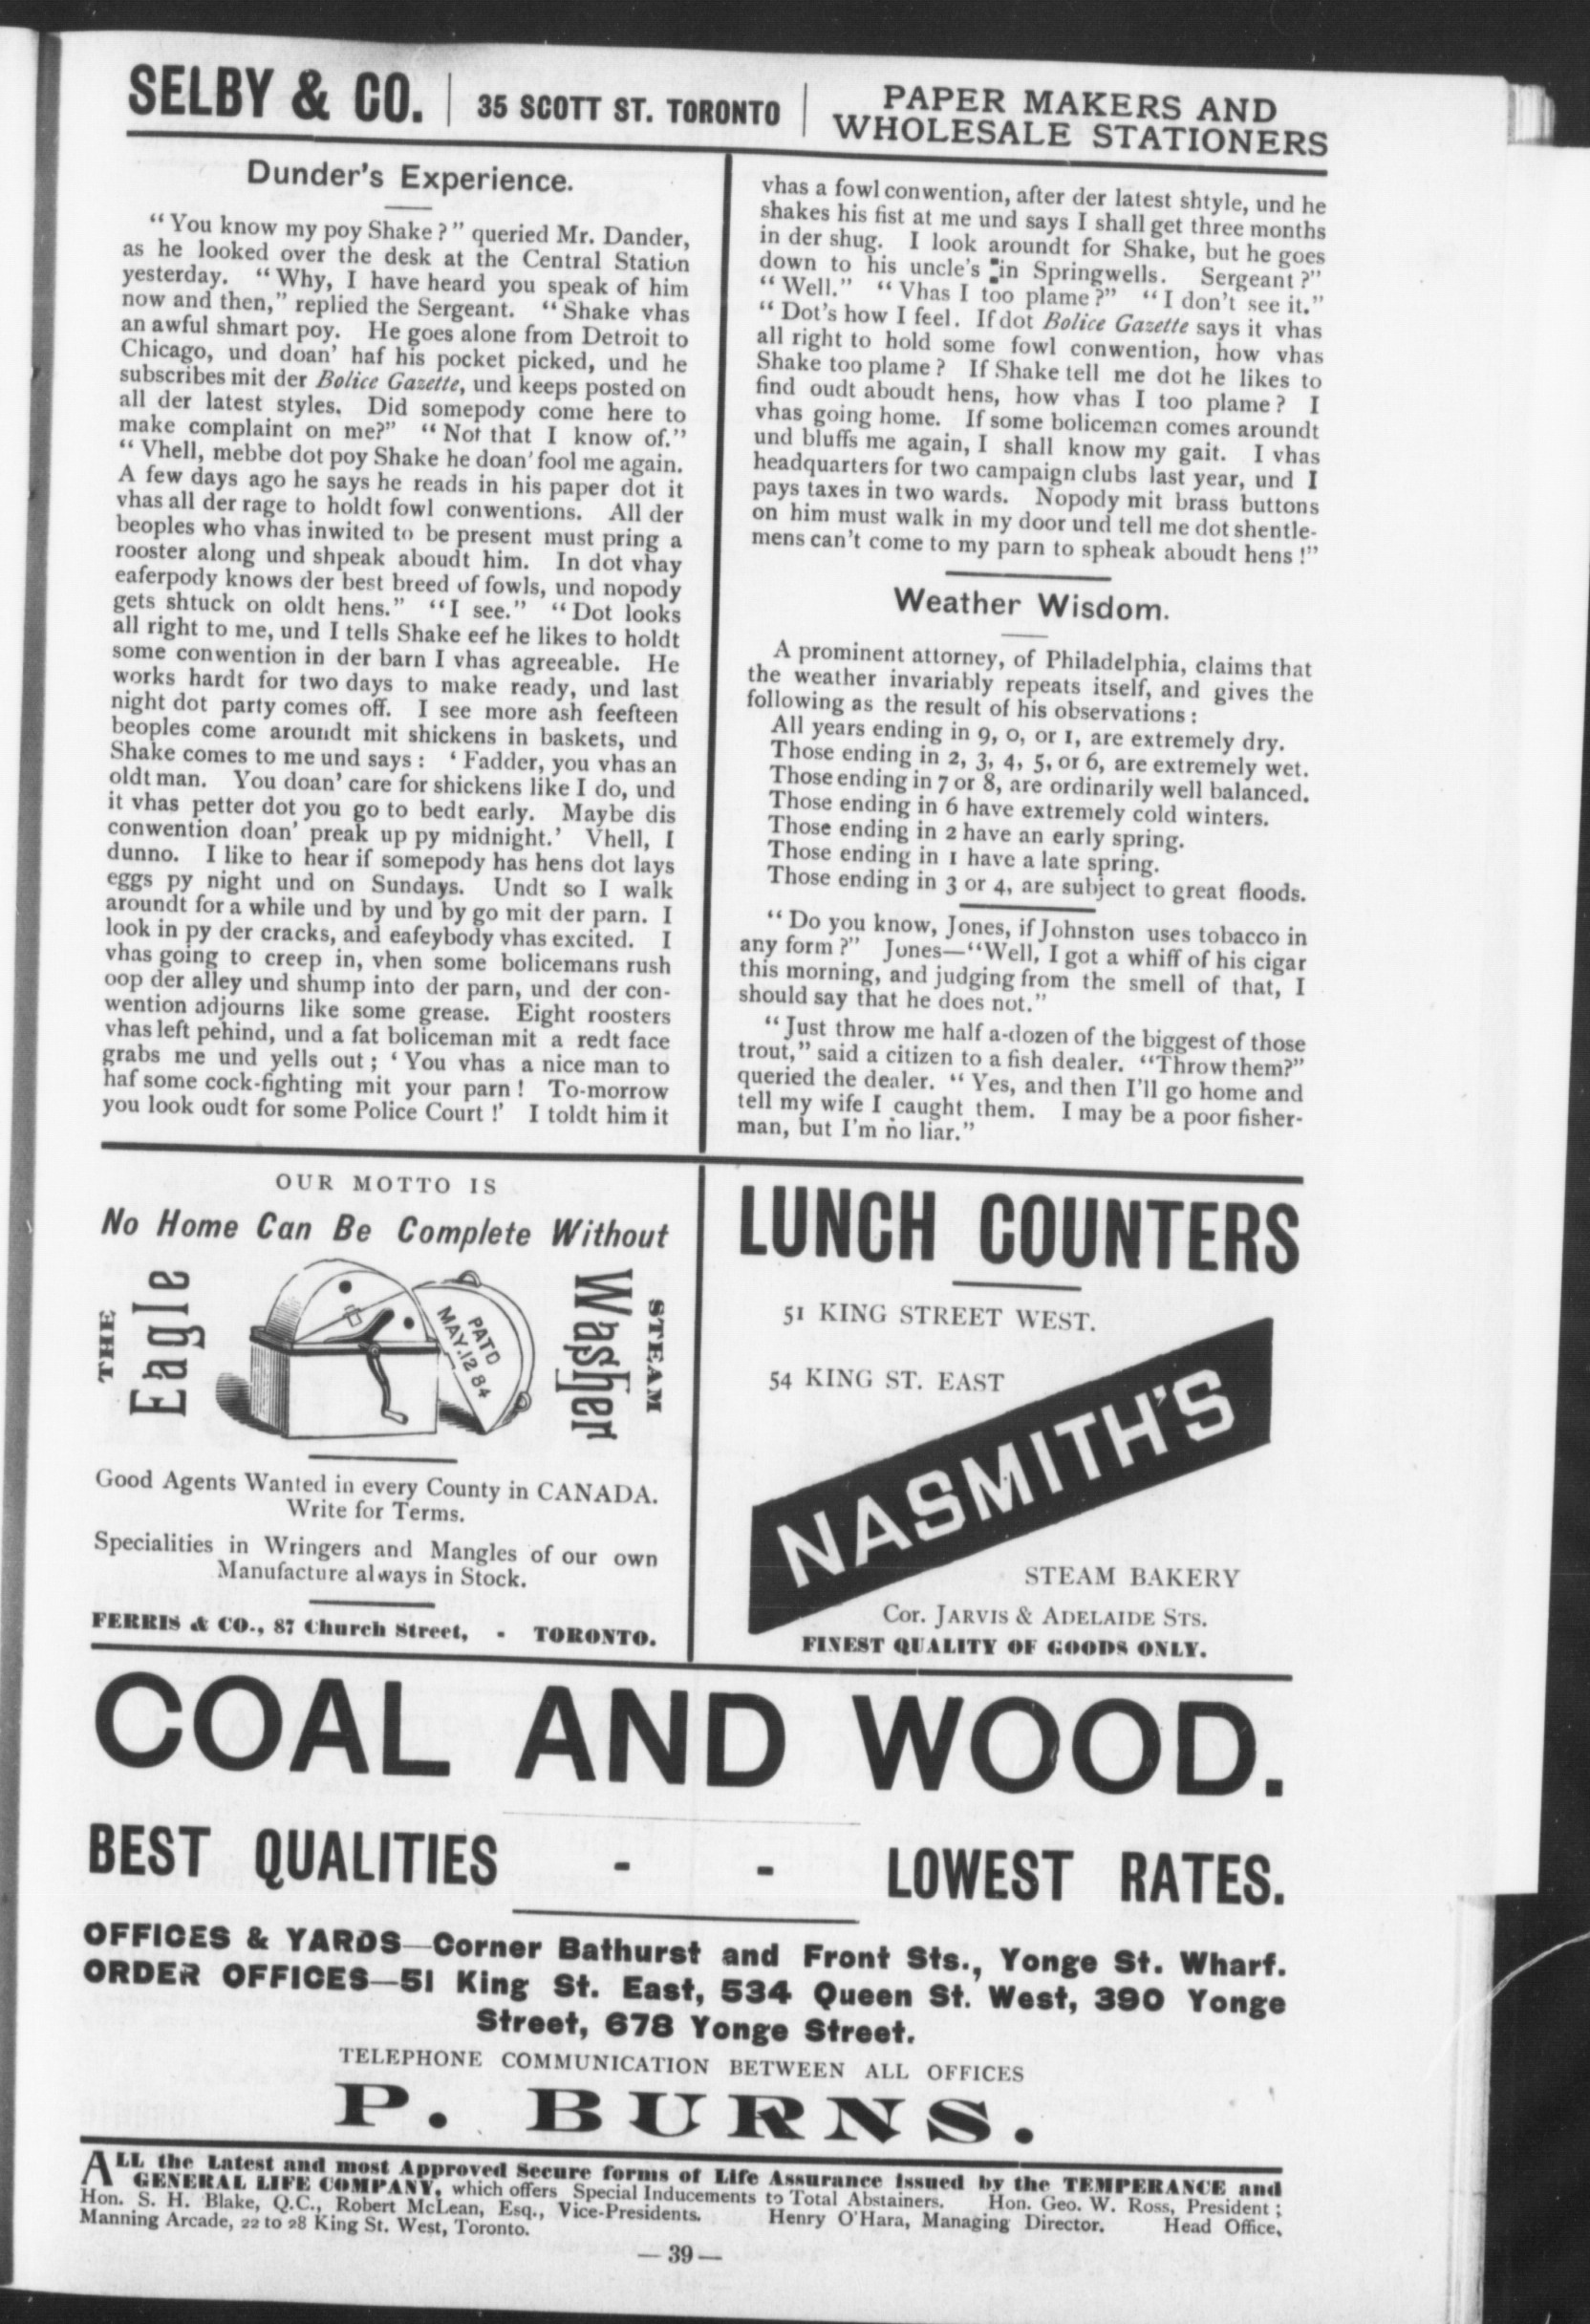 SELBY & CO. | 35 SCOTT ST. TORONTO | PAPER MAKERS AND
WHOLESALE STATIONERS
Dunder's Experience.
"You know my poy Shake?" queried Mr. Dander,
as he looked over the desk at the Central Station
yesterday. "Why, I have heard you speak of him
now and then," replied the Sergeant. "Shake vhas
an awful shmart poy. He goes alone from Detroit to
Chicago, und doan' haf his pocket picked, und he
subscribes mit der Bolice Gazette, und keeps posted on
all der latest styles. Did somepody come here to
make complaint on me?" "Not that I know of."
"Vhell, mebbe dot poy Shake he doan' fool me again.
A few days ago he says he reads in his paper dot it
vhas all der rage to holdt fowl conwentions. All der
beoples who vhas inwited to be present must pring a
rooster along und shpeak aboudt him. In dot vhay
eaferpody knows der best breed of fowls, und nopody
gets shtuck on oldt hens." "I see." "Dot looks
all right to me, und I tells Shake eef he likes to holdt
some conwention in der barn I vhas agreeable. He
works hardt for two days to make ready, und last
night dot party comes off. I see more ash feefteen
beoples come aroundt mit shickens in baskets, und
Shake comes to me und says: 'Fadder, you vhas an
oldt man. You doan' care for shickens like I do, und
it vhas petter dot you go to bedt early. Maybe dis
conwention doan' preak up py midnight.' Vhell, I
dunno. I like to hear if somepody has hens dot lays
eggs py night und on Sundays. Undt so I walk
aroundt for a while und by und by go mit der parn. I
look in py der cracks, and eafeybody vhas excited. I
vhas going to creep in, vhen some bolicemans rush
oop der alley und shump into der parn, und der con-
wention adjourns like some grease. Eight roosters
vhas left pehind, und a fat boliceman mit a redt face
grabs me und yells out; 'You vhas a nice man to
haf some cock-fighting mit your parn! To-morrow
you look oudt for some Police Court!' I toldt him it
vhas a fowl conwention, after der latest shtyle, und he
shakes his fist at me und says I shall get three months
in der shug. I look aroundt for Shake, but he goes
down to his uncle's in Springwells. Sergeant?"
"Well." "Vhas I too plame?" "I don't see it."
"Dot's how I feel. If dot Bolice Gazette says it vhas
all right to hold some fowl conwention, how vhas
Shake too plame? If Shake tell me dot he likes to
find oudt aboudt hens, how vhas I too plame? I
vhas going home. If some boliceman comes aroundt
und bluffs me again, I shall know my gait. I vhas
headquarters for two campaign clubs last year, und I
pays taxes in two wards. Nopody mit brass buttons
on him must walk in my door und tell me dot shentle-
mens can't come to my parn to spheak aboudt hens!"
Weather Wisdom.
A prominent attorney, of Philadelphia, claims that
the weather invariably repeats itself, and gives the
following as the result of his observations:
All years ending in 9, 0, or 1, are extremely dry.
Those ending in 2, 3, 4, 5, or 6, are extremely wet.
Those ending in 7 or 8, are ordinarily well balanced.
Those ending in 6 have extremely cold winters.
Those ending in 2 have an early spring.
Those ending in 1 have a late spring.
Those ending in 3 or 4, are subject to great floods.
"Do you know, Jones, if Johnston uses tobacco in
any form?" Jones—"Well, I got a whiff of his cigar
this morning, and judging from the smell of that, I
should say that he does not."
"Just throw me half a-dozen of the biggest of those
trout," said a citizen to a fish dealer. "Throw them?"
queried the dealer. "Yes, and then I'll go home and
tell my wife I caught them. I may be a poor fisher-
man, but I'm no liar."
OUR MOTTO IS
No Home Can Be Complete Without
THE
Eagle
PATD
MAY.12 84
Washer
STEAM
Good Agents Wanted in every County in CANADA.
Write for Terms.
Specialities in Wringers and Mangles of our own
Manufacture always in Stock.
FERRIS & CO., 87 Church Street, - TORONTO.
LUNCH COUNTERS
51 KING STREET WEST.
54 KING ST. EAST
NASMITH'S
STEAM BAKERY
Cor. JARVIS & ADELAIDE STS.
FINEST QUALITY OF GOODS ONLY.
COAL AND WOOD.
BEST QUALITIES - - LOWEST RATES.
OFFICES & YARDS—Corner Bathurst and Front Sts., Yonge St. Wharf.
ORDER OFFICES—51 King St. East, 534 Queen St. West, 390 Yonge
Street, 678 Yonge Street.
TELEPHONE COMMUNICATION BETWEEN ALL OFFICES
P. BURNS.
ALL the Latest and most Approved Secure forms of Life Assurance issued by the TEMPERANCE and
GENERAL LIFE COMPANY, which offers Special Inducements to Total Abstainers. Hon. Geo. W. Ross, President;
Hon. S. H. Blake, Q.C., Robert McLean, Esq., Vice-Presidents. Henry O'Hara, Managing Director. Head Office,
Manning Arcade, 22 to 28 King St. West, Toronto.
—39—